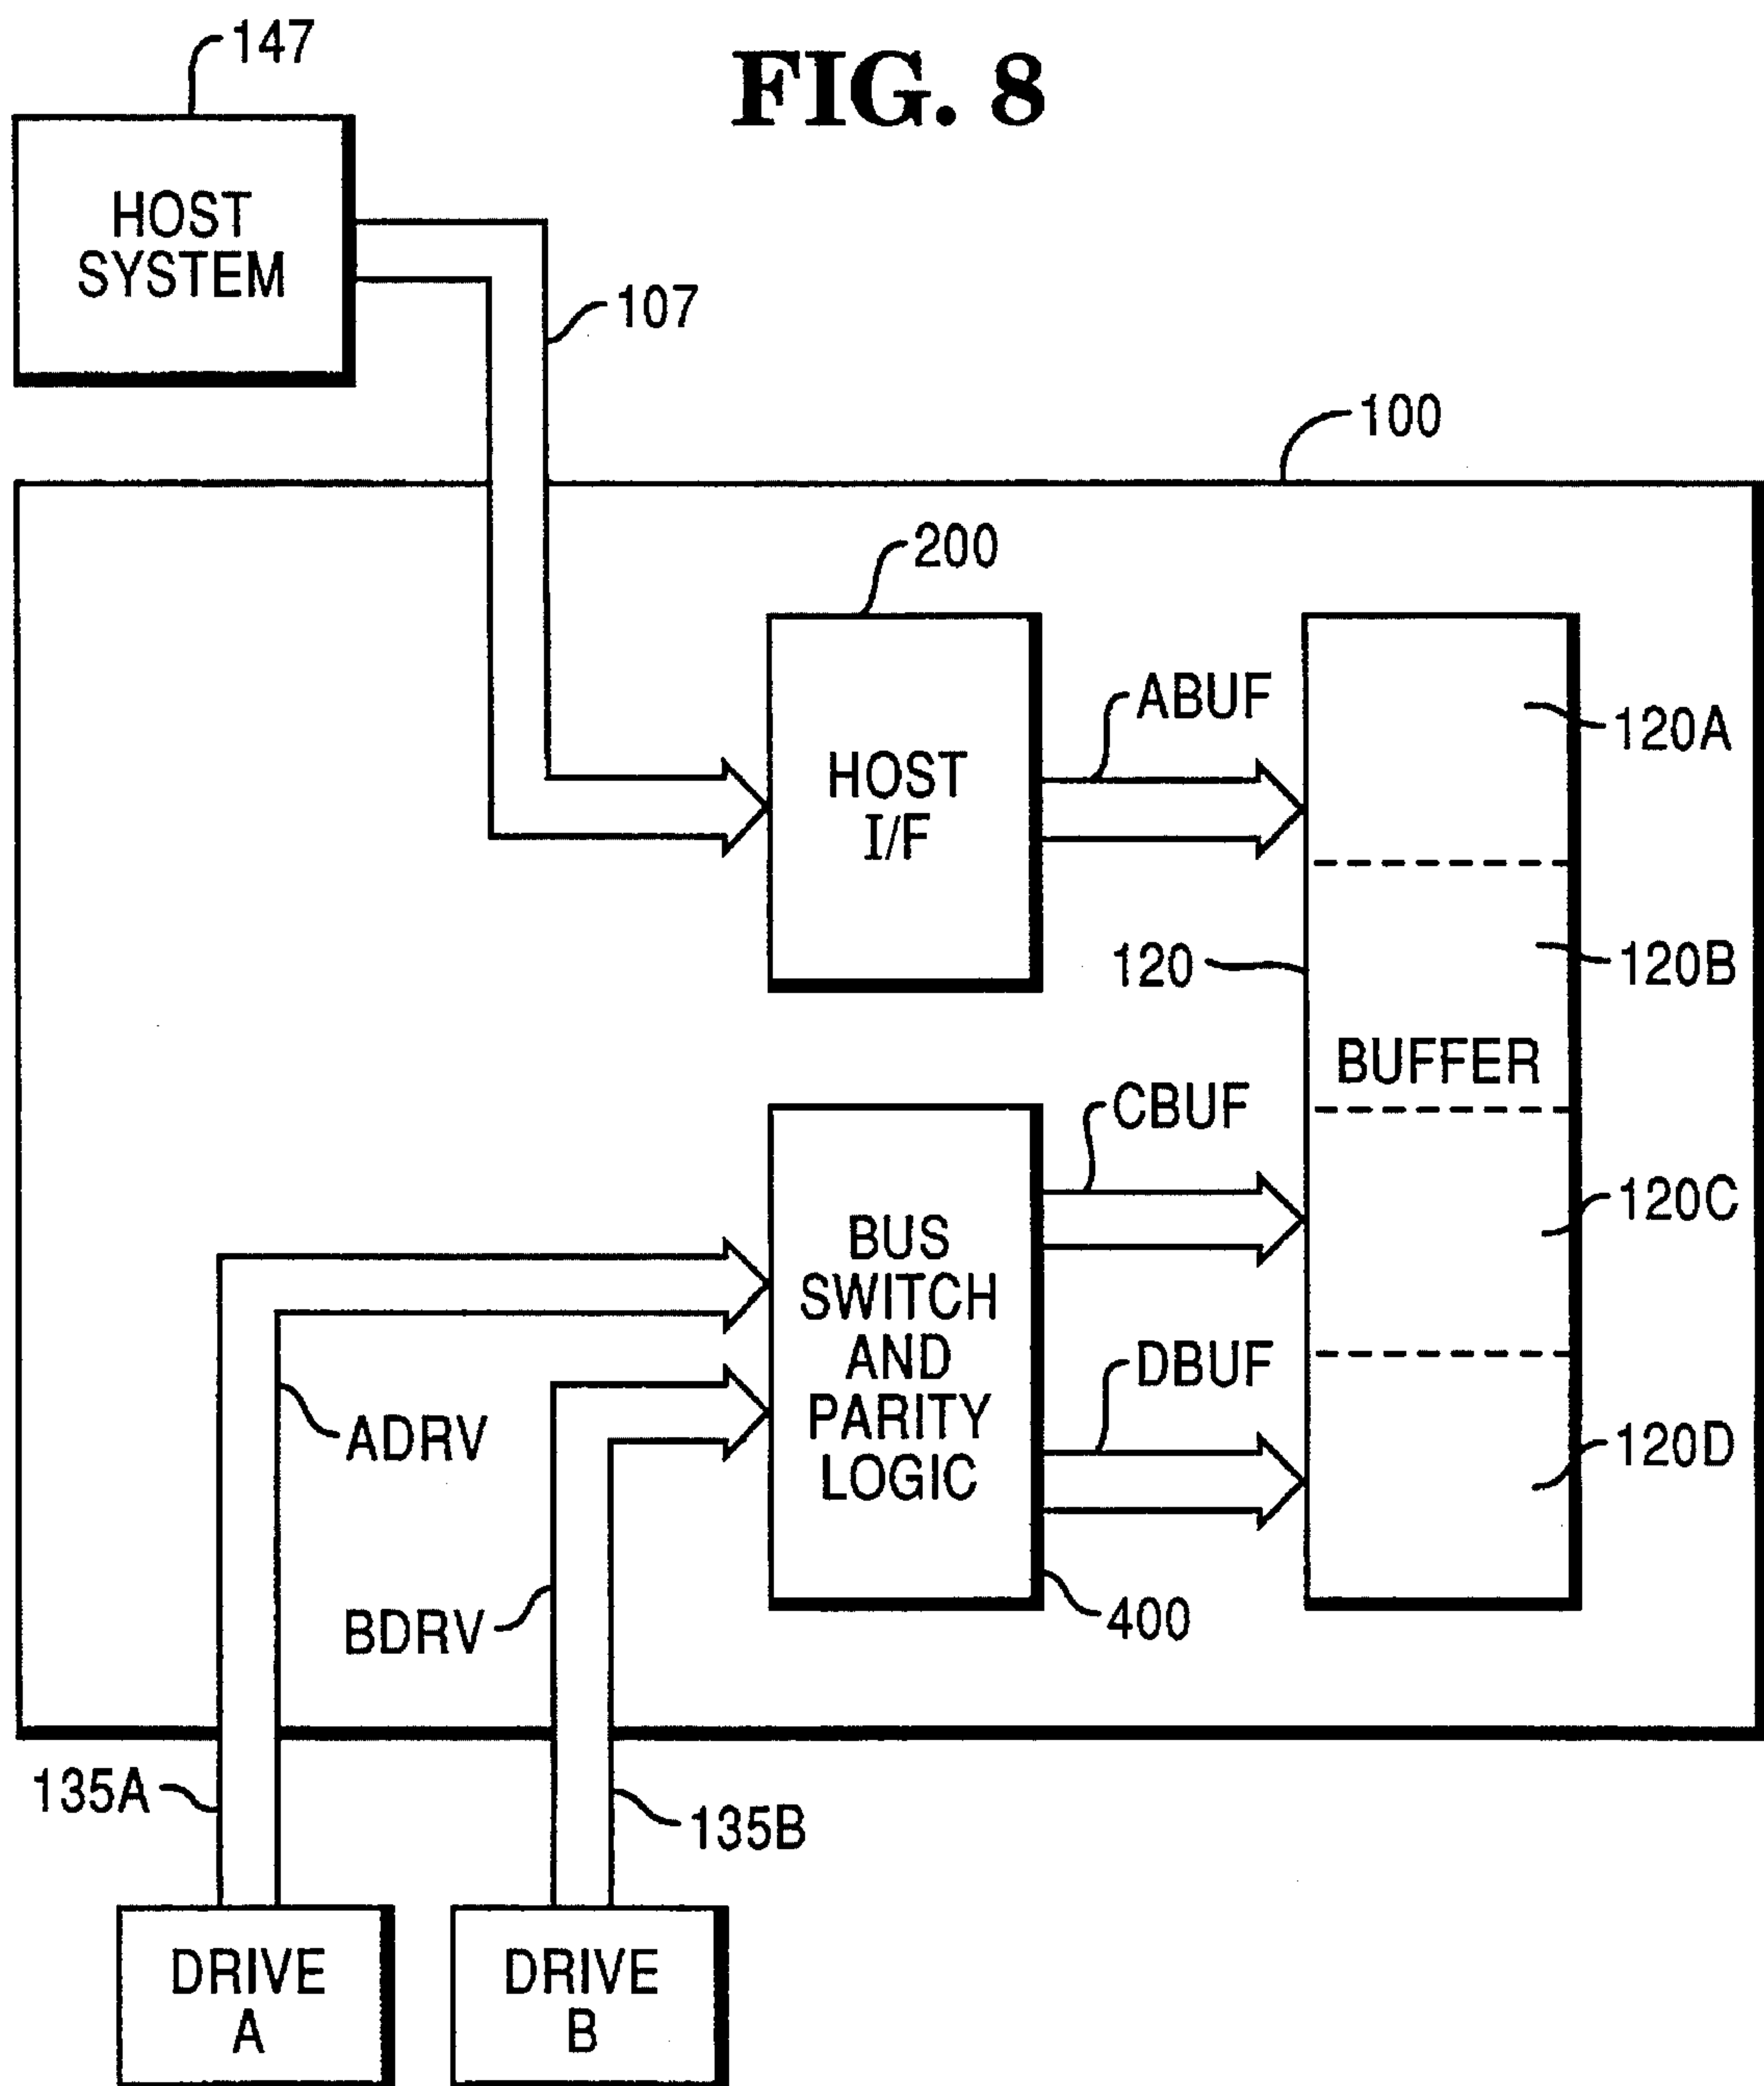 FIG. 8
147
HOST
SYSTEM
107
100
200
HOST
I/F
ABUF
120A
120
120B
BUFFER
CBUF
120C
BUS
SWITCH
AND
PARITY
LOGIC
DBUF
120D
ADRV
BDRV
400
135A
135B
DRIVE
A
DRIVE
B